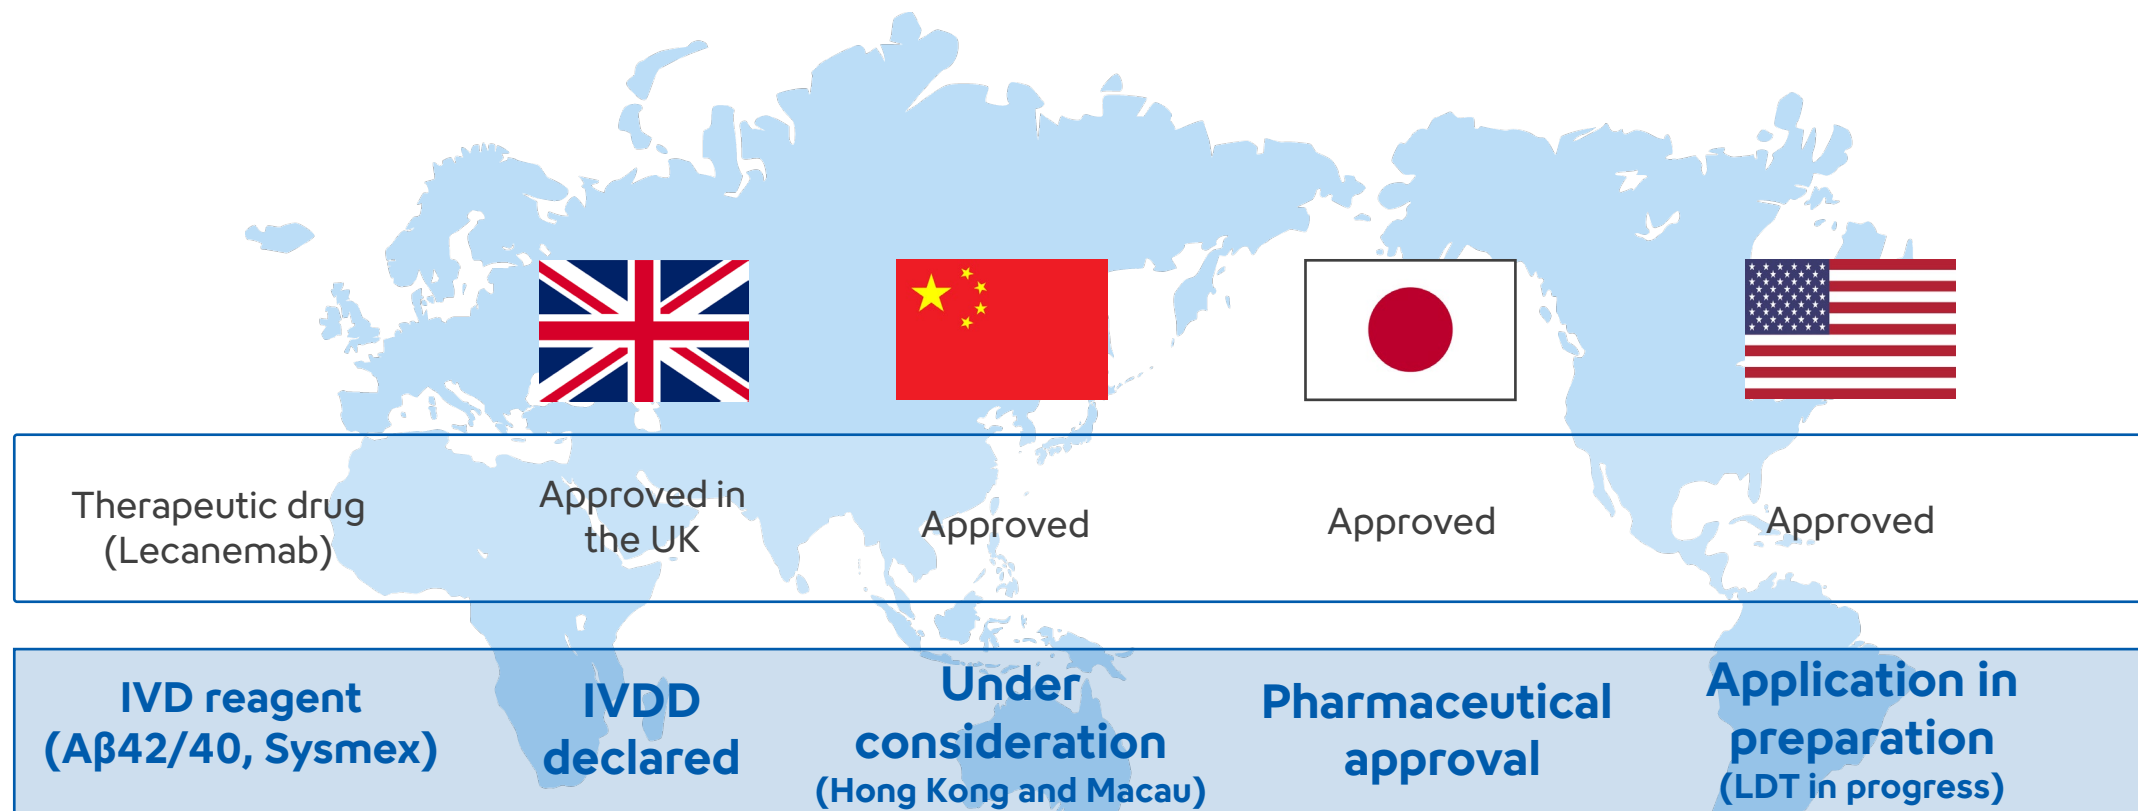 Therapeutic drug
(Lecanemab)
Approved in
the UK
Approved
Approved
Approved
IVD reagent
(Aβ42/40, Sysmex)
IVDD
declared
Under
consideration
(Hong Kong and Macau)
Pharmaceutical
approval
Application in
preparation
(LDT in progress)